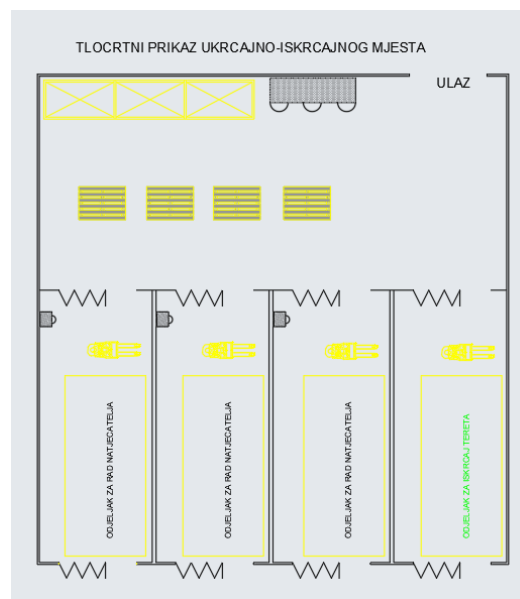 TLOCRTNI PRIKAZ UKRCAJNO-ISKRCAJNOG MJESTA
ULAZ
ODJELJAK ZA RAD NATJECATELJA
ODJELJAK ZA RAD NATJECATELJA
ODJELJAK ZA RAD NATJECATELJA
ODJELJAK ZA ISKRCAJ TERETA